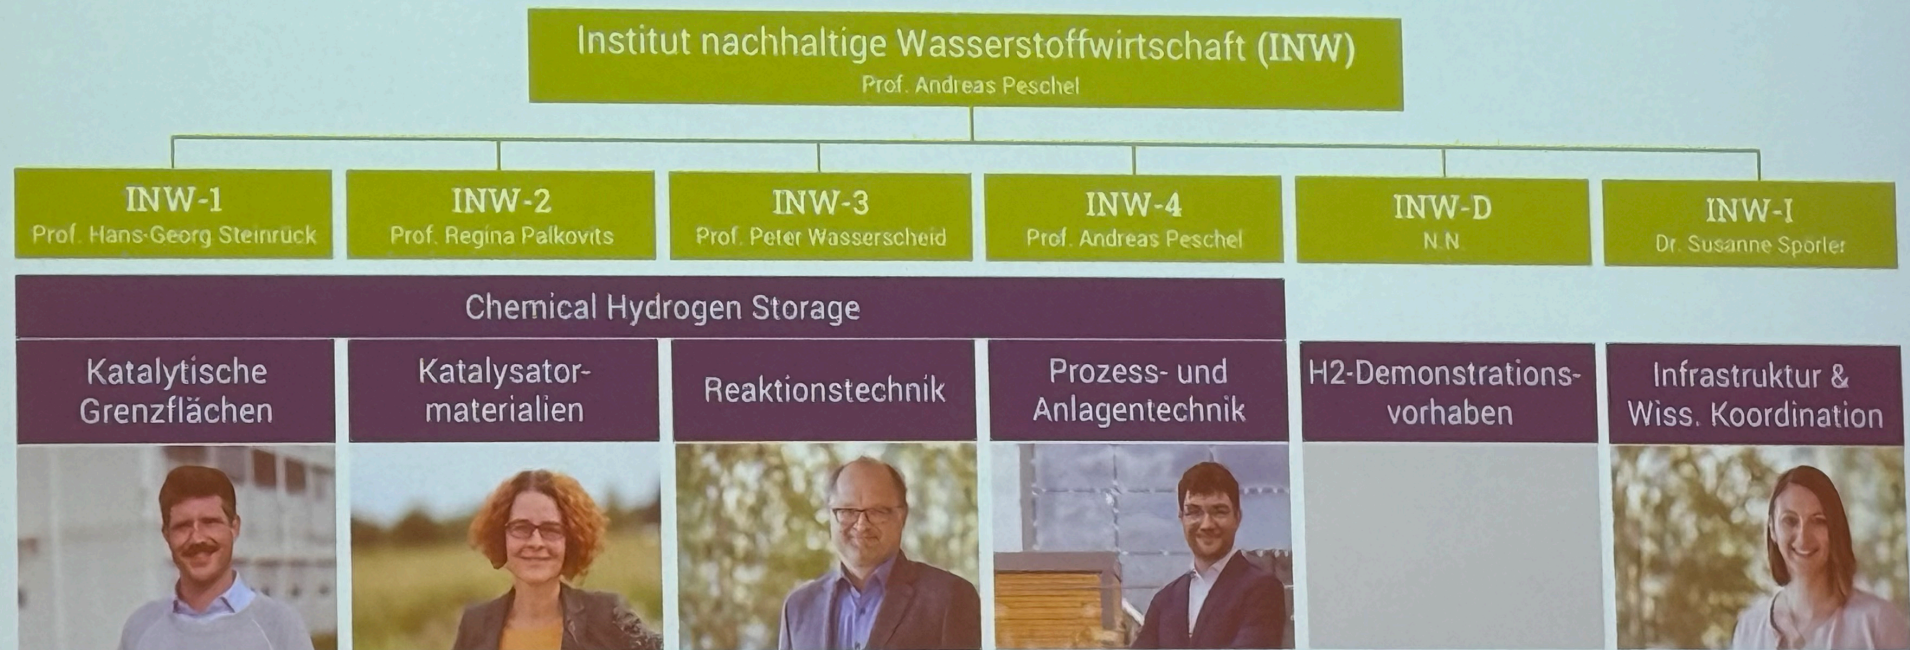 Institut nachhaltige Wasserstoffwirtschaft (INW)
Prof. Andreas Peschel
INW-1
Prof. Hans-Georg Steinrück
INW-2
Prof. Regina Palkovits
INW-3
Prof. Peter Wasserscheid
INW-4
Prof. Andreas Peschel
INW-D
N.N.
INW-I
Dr. Susanne Spörler
Chemical Hydrogen Storage
Katalytische
Grenzflächen
Katalysator-
materialien
Reaktionstechnik
Prozess- und
Anlagentechnik
H2-Demonstrations-
vorhaben
Infrastruktur &
Wiss. Koordination